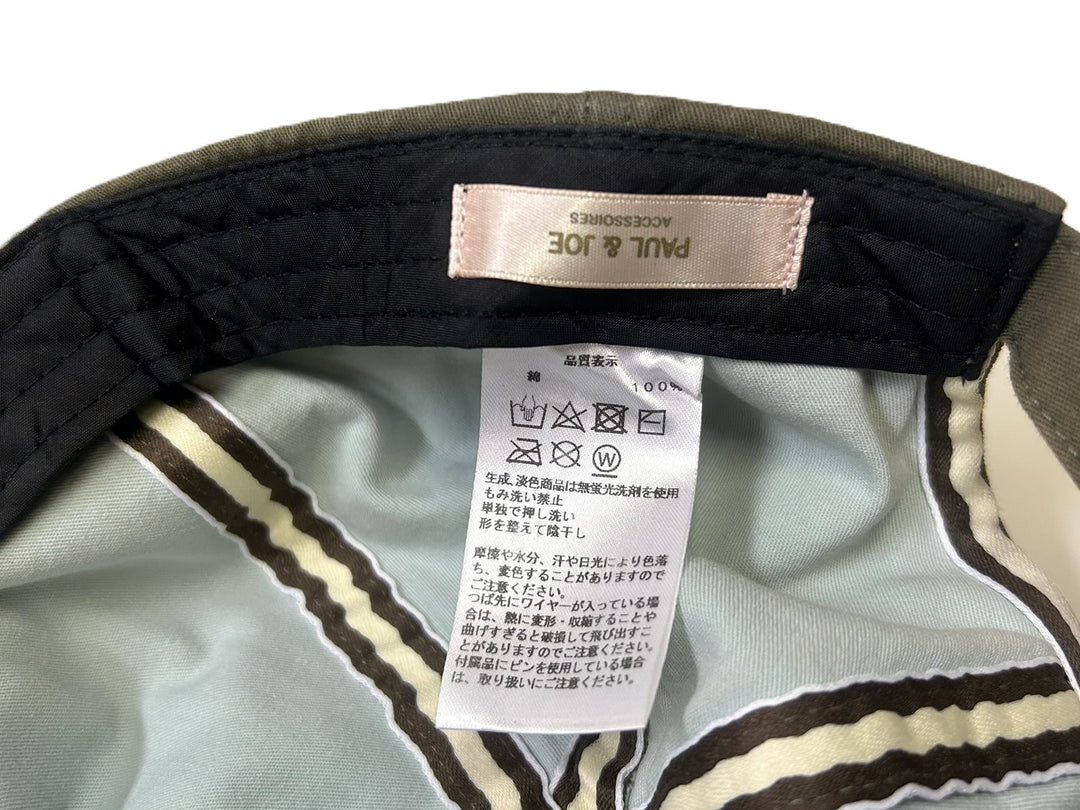 PAUL & JOE
ACCESSOIRES
品質表示
綿 100%
W
生成、淡色商品は無蛍光洗剤を使用
もみ洗い禁止
単独で押し洗い
形を整えて陰干し
摩擦や水分、汗や日光により色落
ち、変色することがありますので
ご注意ください。
つば先にワイヤーが入っている場
合は、熱に変形・収縮することや
曲げすぎると破損して飛び出すこ
とがありますのでご注意ください。
付属品にピンを使用している場合
は、取り扱いにご注意ください。